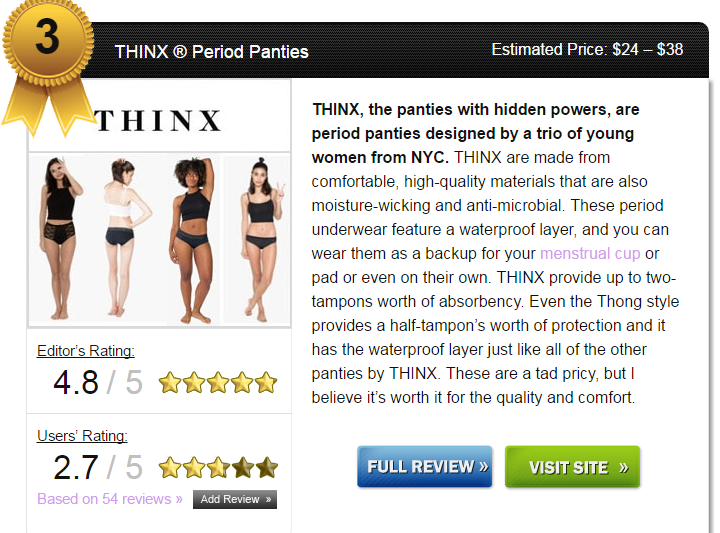 3
THINX ® Period Panties
Estimated Price: $24 – $38
THINX
THINX, the panties with hidden powers, are
period panties designed by a trio of young
women from NYC. THINX are made from
comfortable, high-quality materials that are also
moisture-wicking and anti-microbial. These period
underwear feature a waterproof layer, and you can
wear them as a backup for your menstrual cup or
pad or even on their own. THINX provide up to two-
tampons worth of absorbency. Even the Thong style
provides a half-tampon’s worth of protection and it
has the waterproof layer just like all of the other
panties by THINX. These are a tad pricy, but I
believe it’s worth it for the quality and comfort.
Editor’s Rating:
4.8 / 5
Users’ Rating:
2.7 / 5
Based on 54 reviews »
Add Review »
FULL REVIEW »
VISIT SITE »